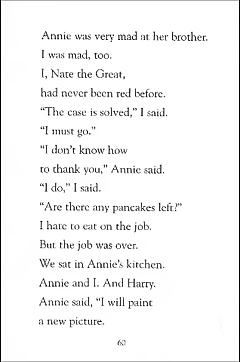 Annie was very mad at her brother.
I was mad, too.
I, Nate the Great,
had never been red before.
“The case is solved,” I said.
“I must go.”
“I don’t know how
to thank you,” Annie said.
“I do,” I said.
“Are there any pancakes left?”
I hate to eat on the job.
But the job was over.
We sat in Annie’s kitchen.
Annie and I. And Harry.
Annie said, “I will paint
a new picture.
60